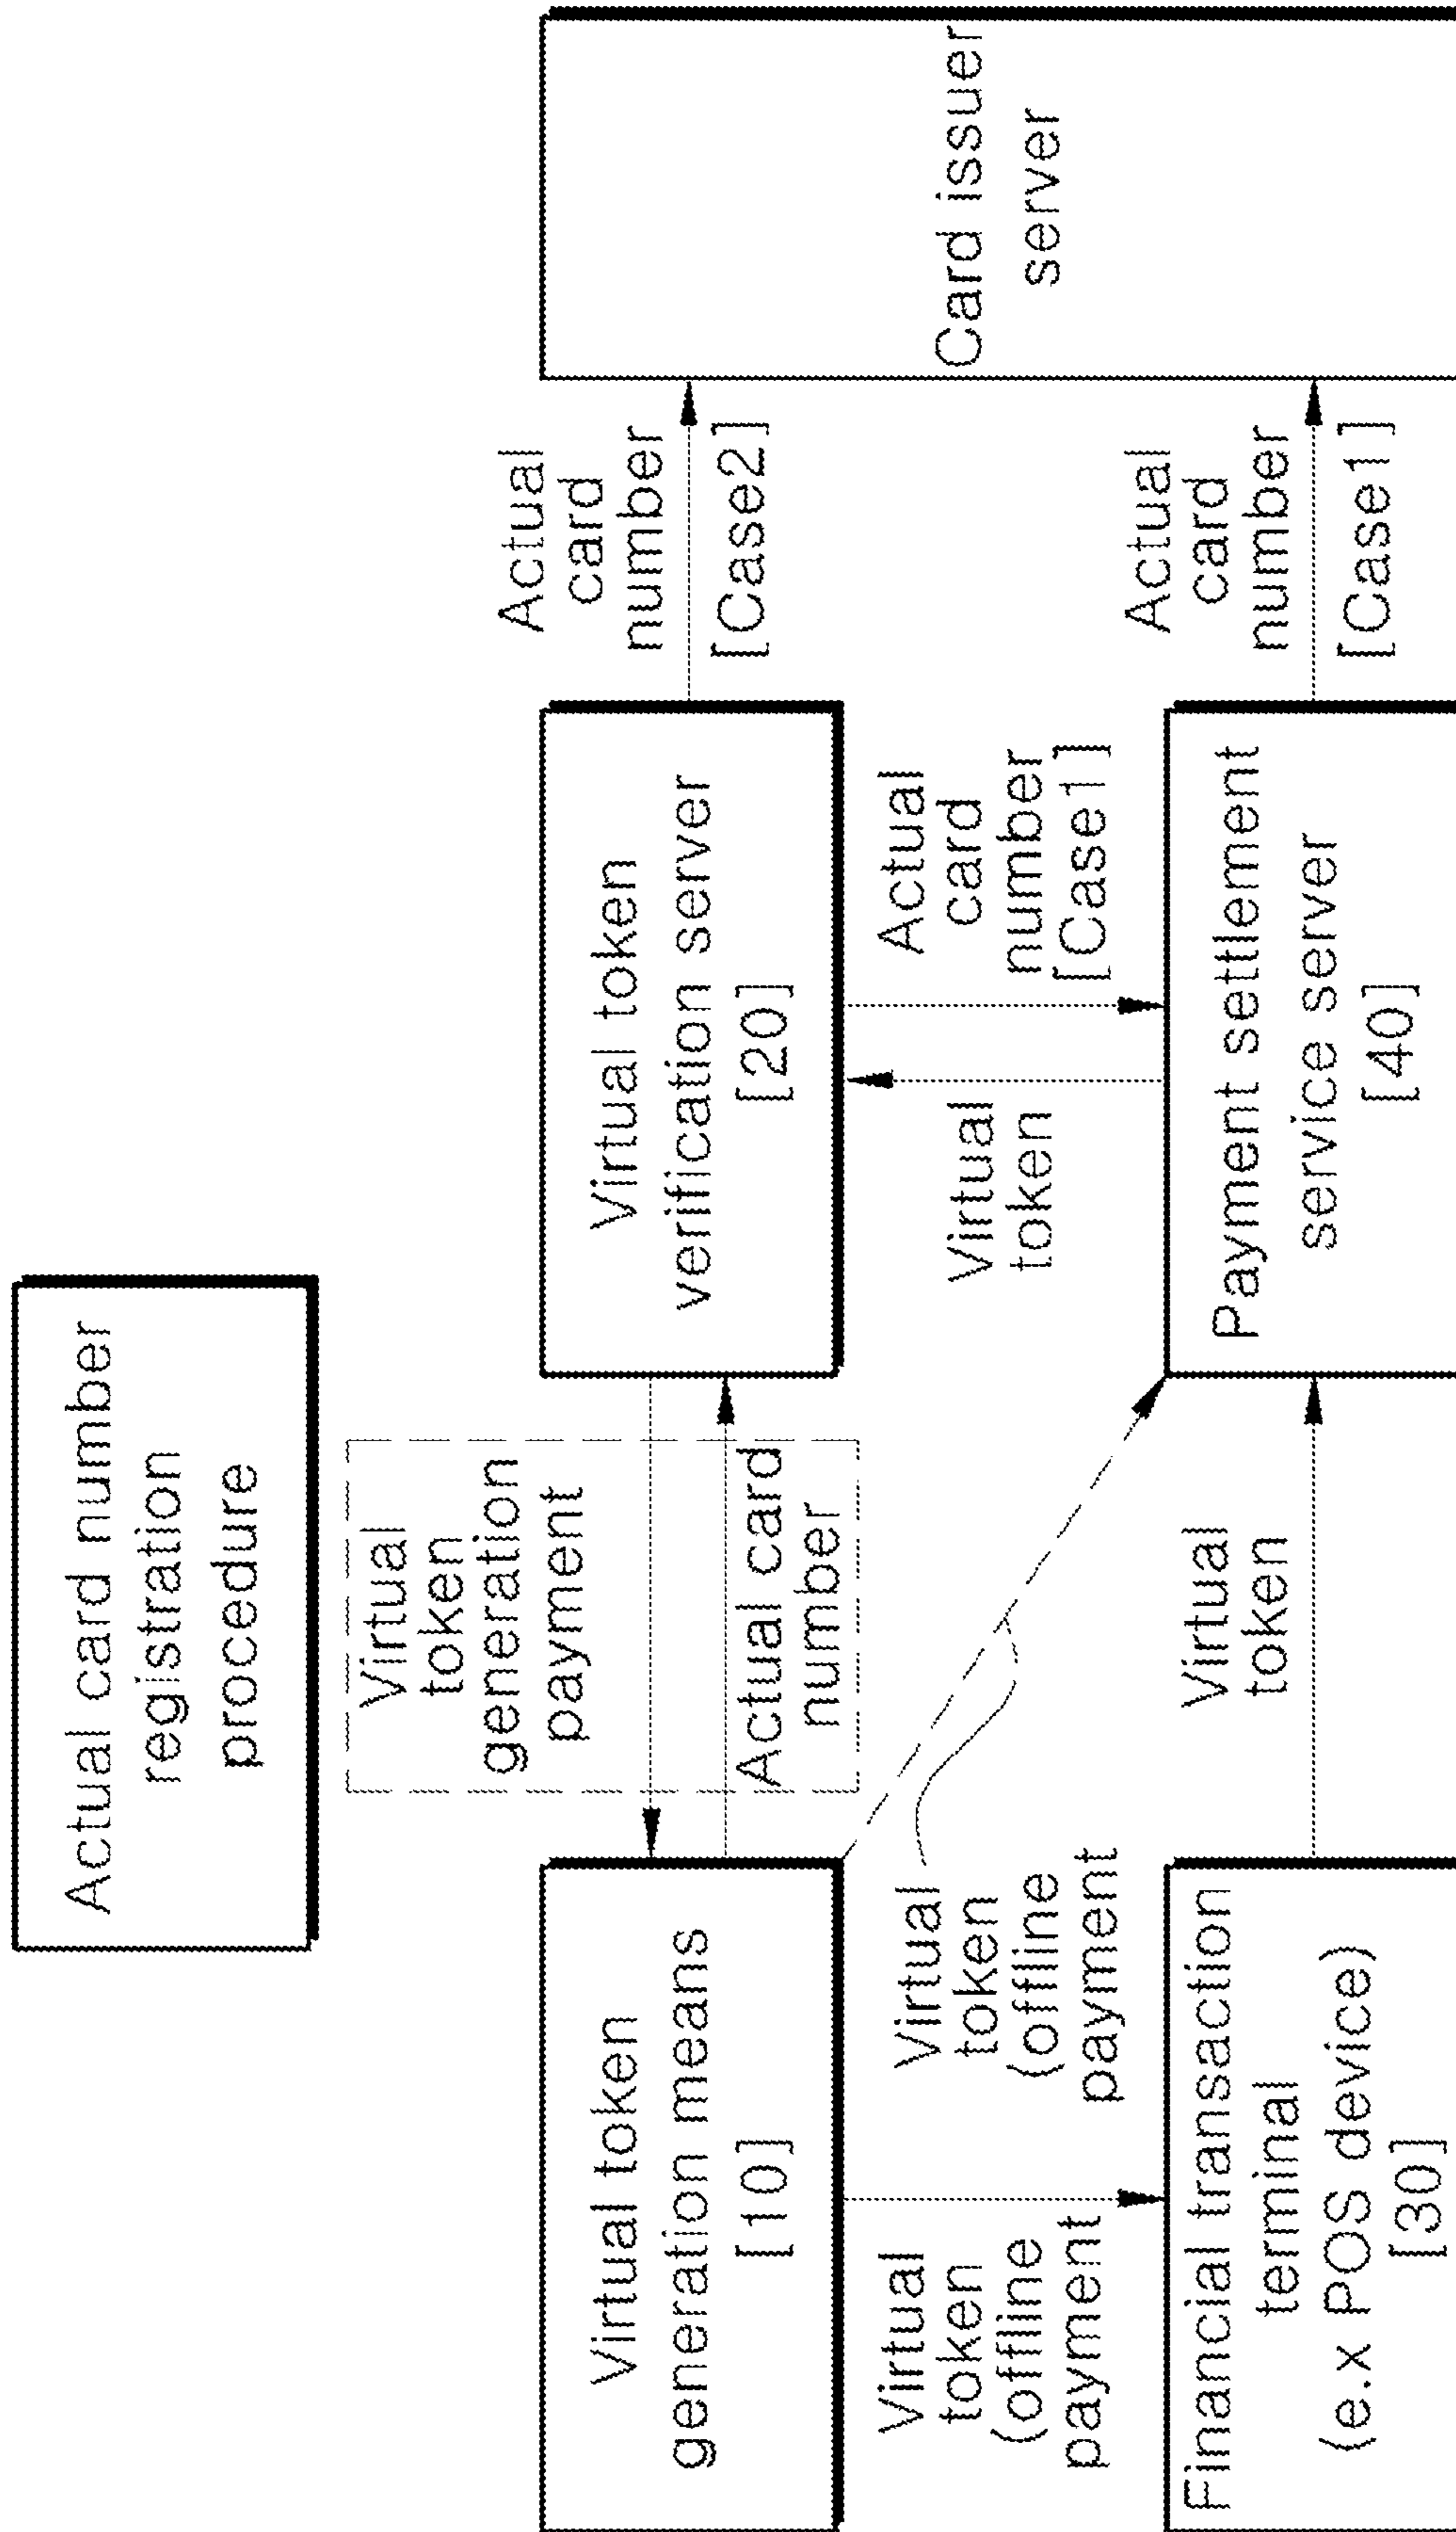 Actual card number
registration
procedure
Virtual token
generation means
[10]
Virtual
token
generation
payment
Actual card
number
Virtual token
verification server
[20]
Actual
card
number
[Case2]
Card issuer
server
Virtual
token
(offline
payment
Virtual
token
(offline
payment
Virtual
token
Actual
card
number
[Case1]
Financial transaction
terminal
(e.x POS device)
[30]
Virtual
token
Payment settlement
service server
[40]
Actual
card
number
[Case1]